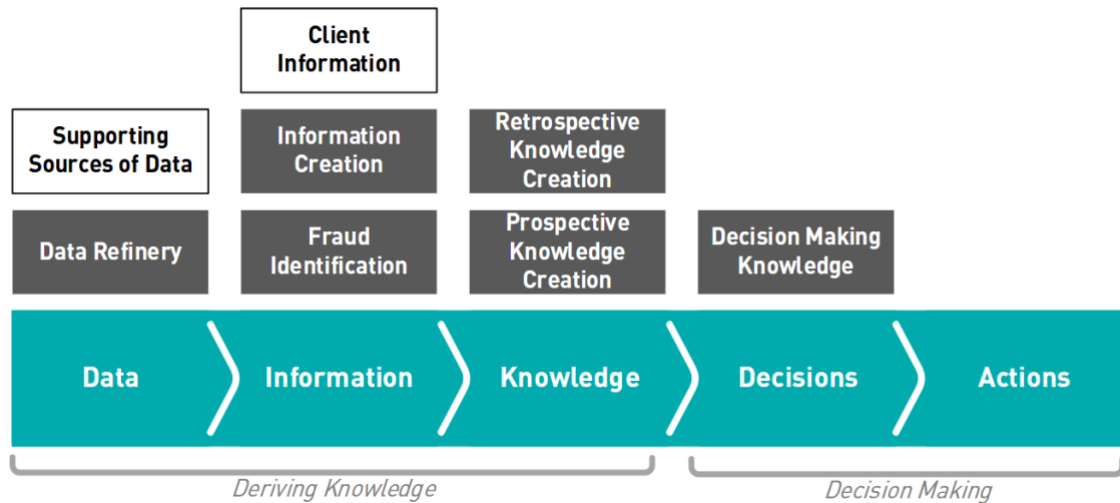 Client
Information
Supporting
Sources of Data
Information
Creation
Retrospective
Knowledge
Creation
Data Refinery
Fraud
Identification
Prospective
Knowledge
Creation
Decision Making
Knowledge
Data
Information
Knowledge
Decisions
Actions
Deriving Knowledge
Decision Making